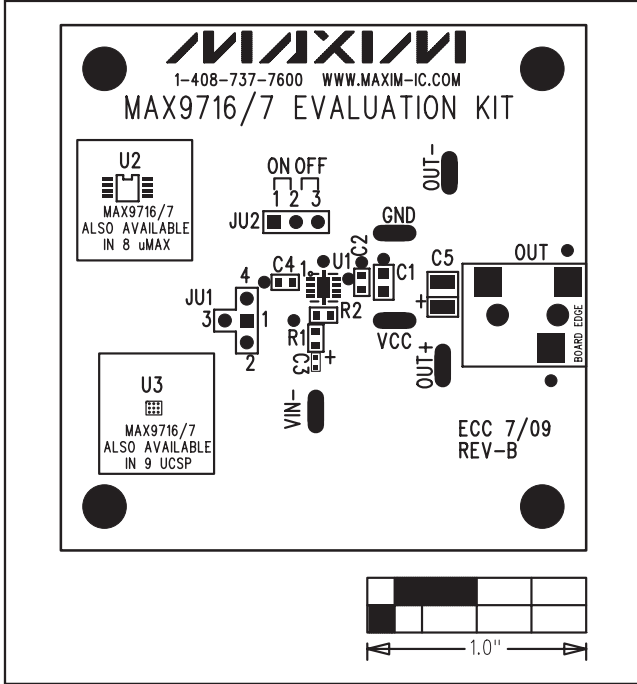 MAXIM
1-408-737-7600 WWW.MAXIM-IC.COM
MAX9716/7 EVALUATION KIT
U2
MAX9716/7
ALSO AVAILABLE
IN 8 uMAX
ON OFF
1 2 3
JU2
OUT-
GND
OUT
C4
1
U1
C2
C1
C5
+
JU1
4
3
1
2
R2
R1
C3
+
VCC
OUT+
BOARD EDGE
VIN-
U3
MAX9716/7
ALSO AVAILABLE
IN 9 UCSP
ECC 7/09
REV-B
1.0"